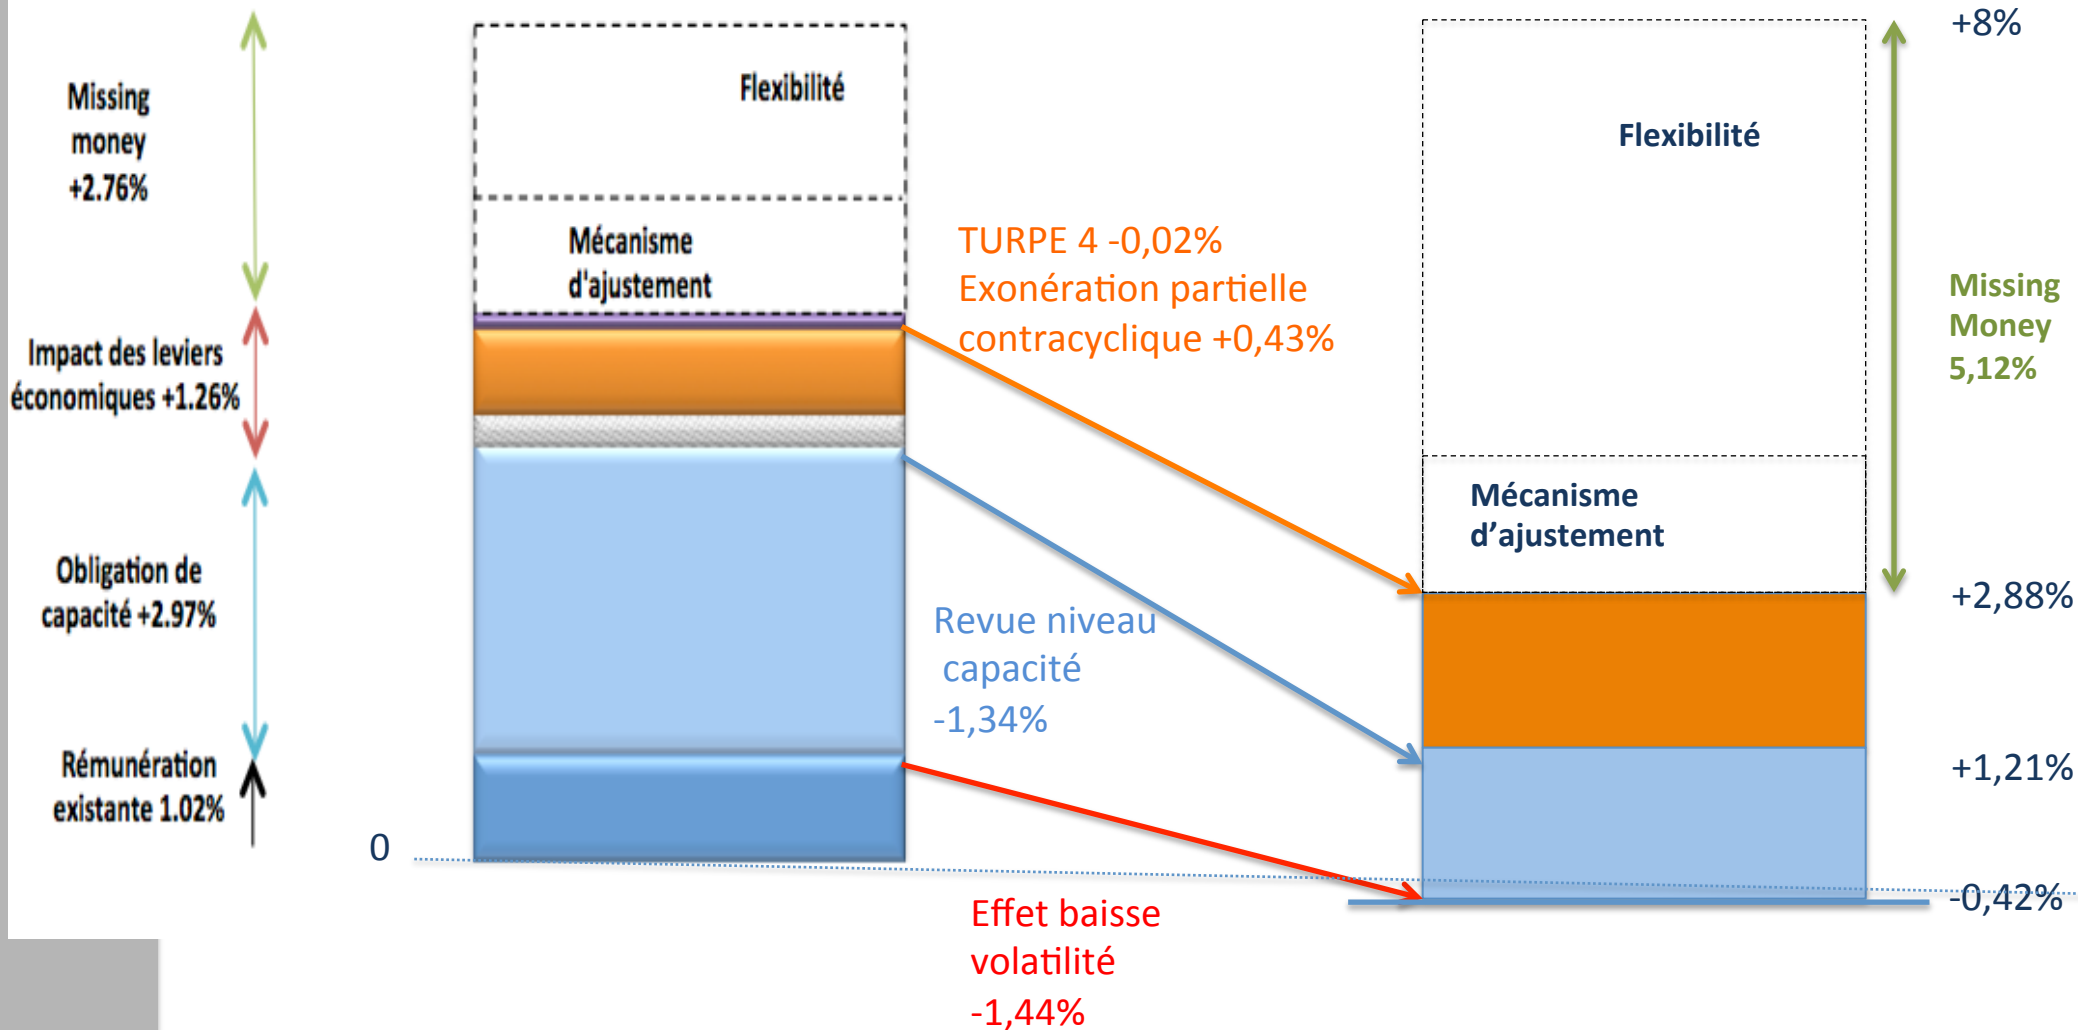 Missing
money
+2.76%
Impact des leviers
économiques +1.26%
Obligation de
capacité +2.97%
Rémunération
existante 1.02%
0
Flexibilité
Mécanisme
d'ajustement
TURPE 4 -0,02%
Exonération partielle
contracyclique +0,43%
Revue niveau
capacité
-1,34%
Effet baisse
volatilité
-1,44%
Flexibilité
Mécanisme
d’ajustement
+8%
Missing
Money
5,12%
+2,88%
+1,21%
-0,42%